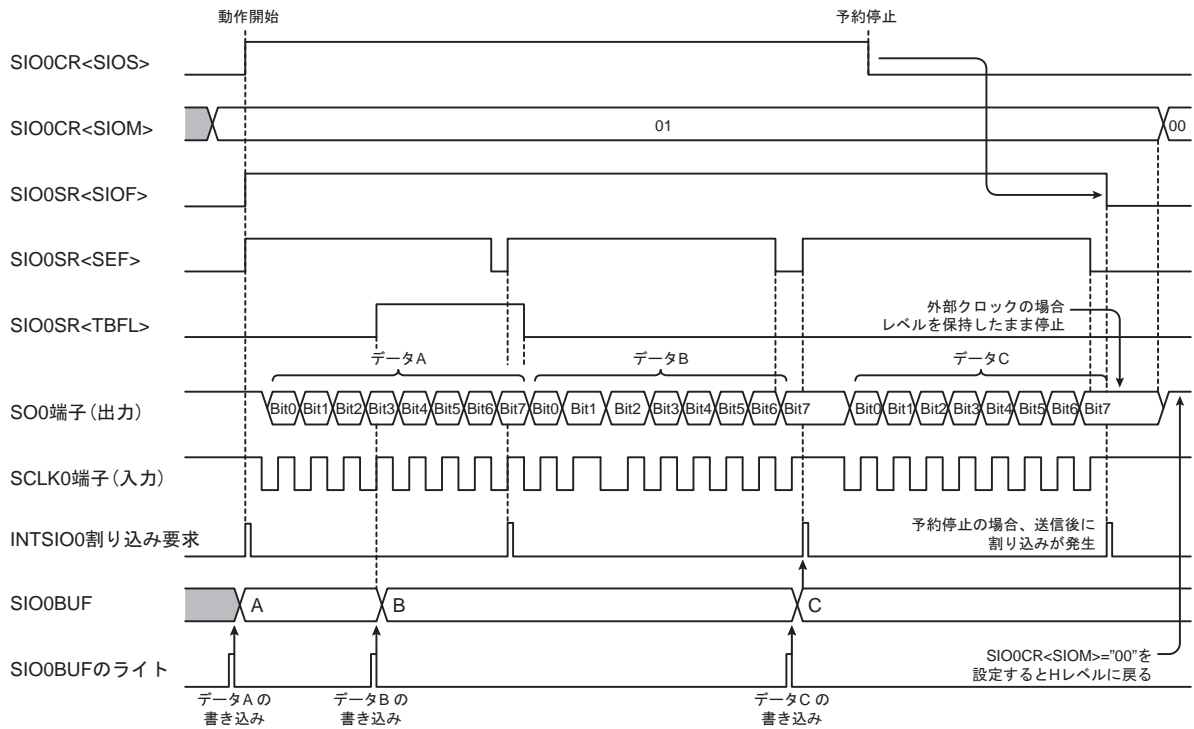 動作開始
予約停止
SIO0CR<SIOS>
SIO0CR<SIOM>
01
00
SIO0SR<SIOF>
SIO0SR<SEF>
SIO0SR<TBFL>
外部クロックの場合
レベルを保持したまま停止
データA
データB
データC
SO0端子(出力)
Bit0 Bit1 Bit2 Bit3 Bit4 Bit5 Bit6 Bit7 Bit0 Bit1 Bit2 Bit3 Bit4 Bit5 Bit6 Bit7 Bit0 Bit1 Bit2 Bit3 Bit4 Bit5 Bit6 Bit7
SCLK0端子(入力)
INTSIO0割り込み要求
予約停止の場合、送信後に
割り込みが発生
SIO0BUF
A
B
C
SIO0BUFのライト
SIO0CR<SIOM>="00"を
設定するとHレベルに戻る
データAの
書き込み
データBの
書き込み
データCの
書き込み